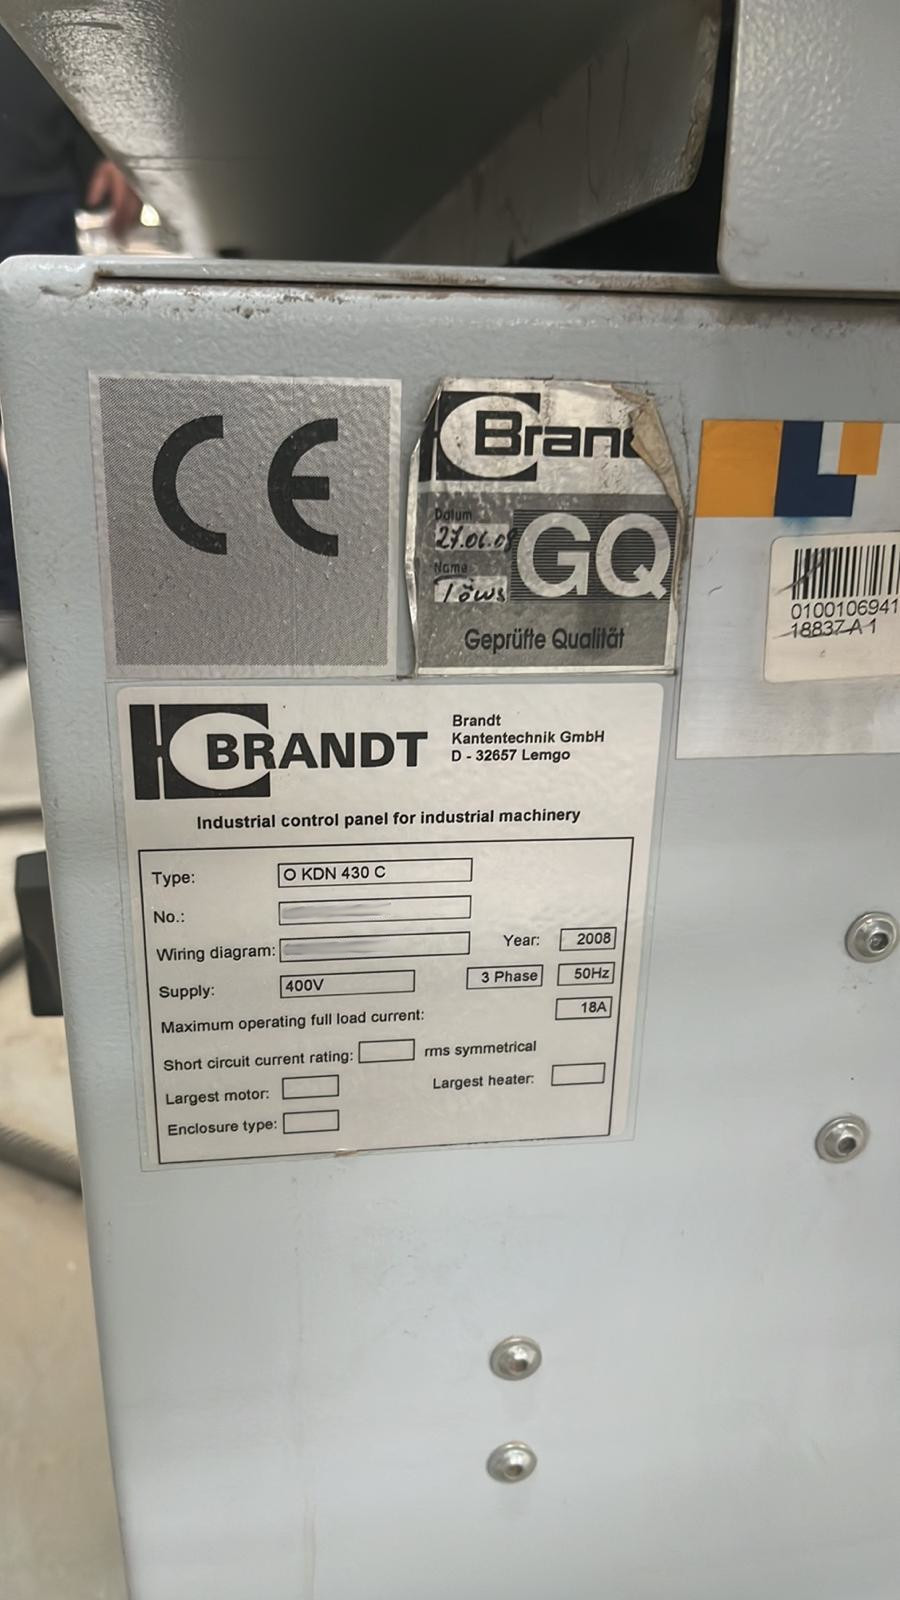 CE
Bran
Datum
27.06.08
Name
Töws
GQ
Geprüfte Qualität
0100106941
18837-A 1
BRANDT
Brandt
Kantentechnik GmbH
D - 32657 Lemgo
Industrial control panel for industrial machinery
Type: O KDN 430 C
No.:
Wiring diagram: Year: 2008
Supply: 400V 3 Phase 50Hz
Maximum operating full load current: 18A
Short circuit current rating: rms symmetrical
Largest motor: Largest heater:
Enclosure type: